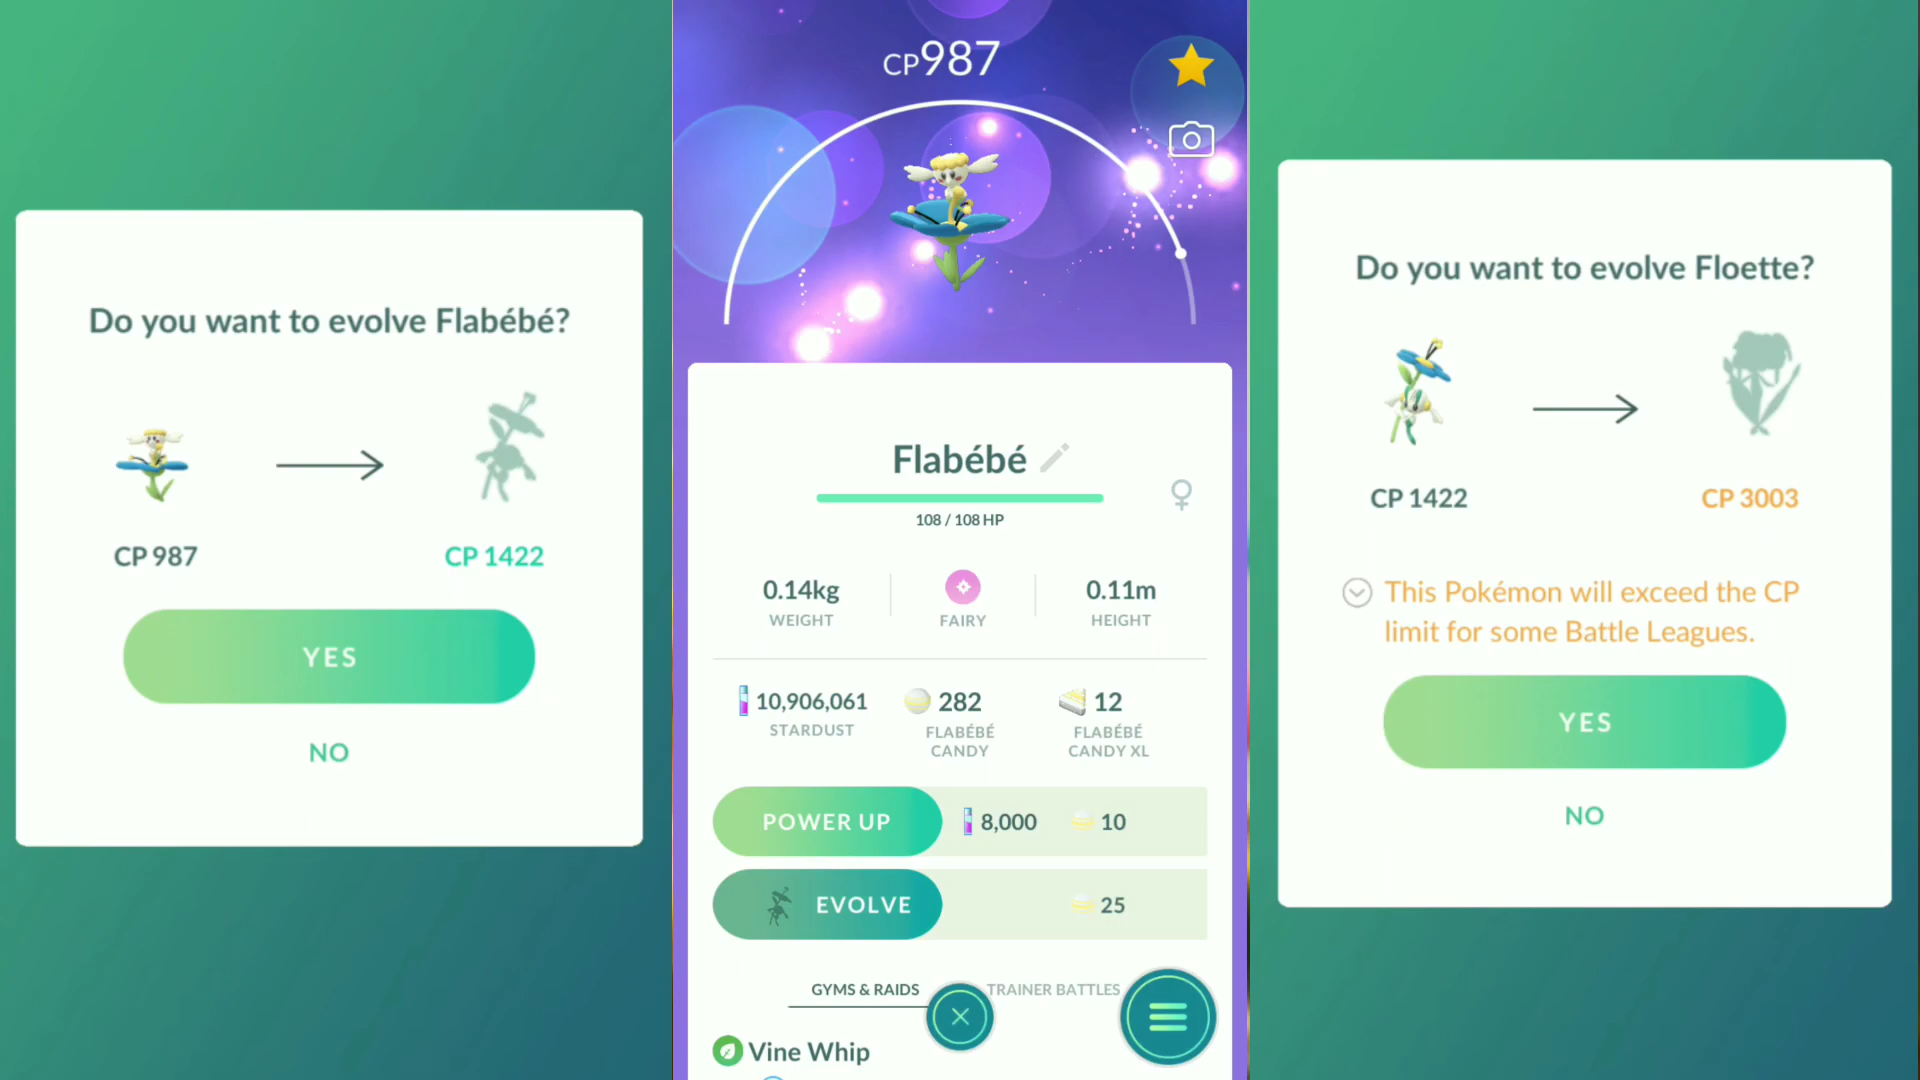 Do you want to evolve Flabébé?
CP 987
CP 1422
YES
NO
CP987
Flabébé
108 / 108 HP
0.14kg
WEIGHT
FAIRY
0.11m
HEIGHT
10,906,061
STARDUST
282
FLABÉBÉ
CANDY
12
FLABÉBÉ
CANDY XL
POWER UP
8,000
10
EVOLVE
25
GYMS & RAIDS
TRAINER BATTLES
Vine Whip
Do you want to evolve Floette?
CP 1422
CP 3003
This Pokémon will exceed the CP
limit for some Battle Leagues.
YES
NO